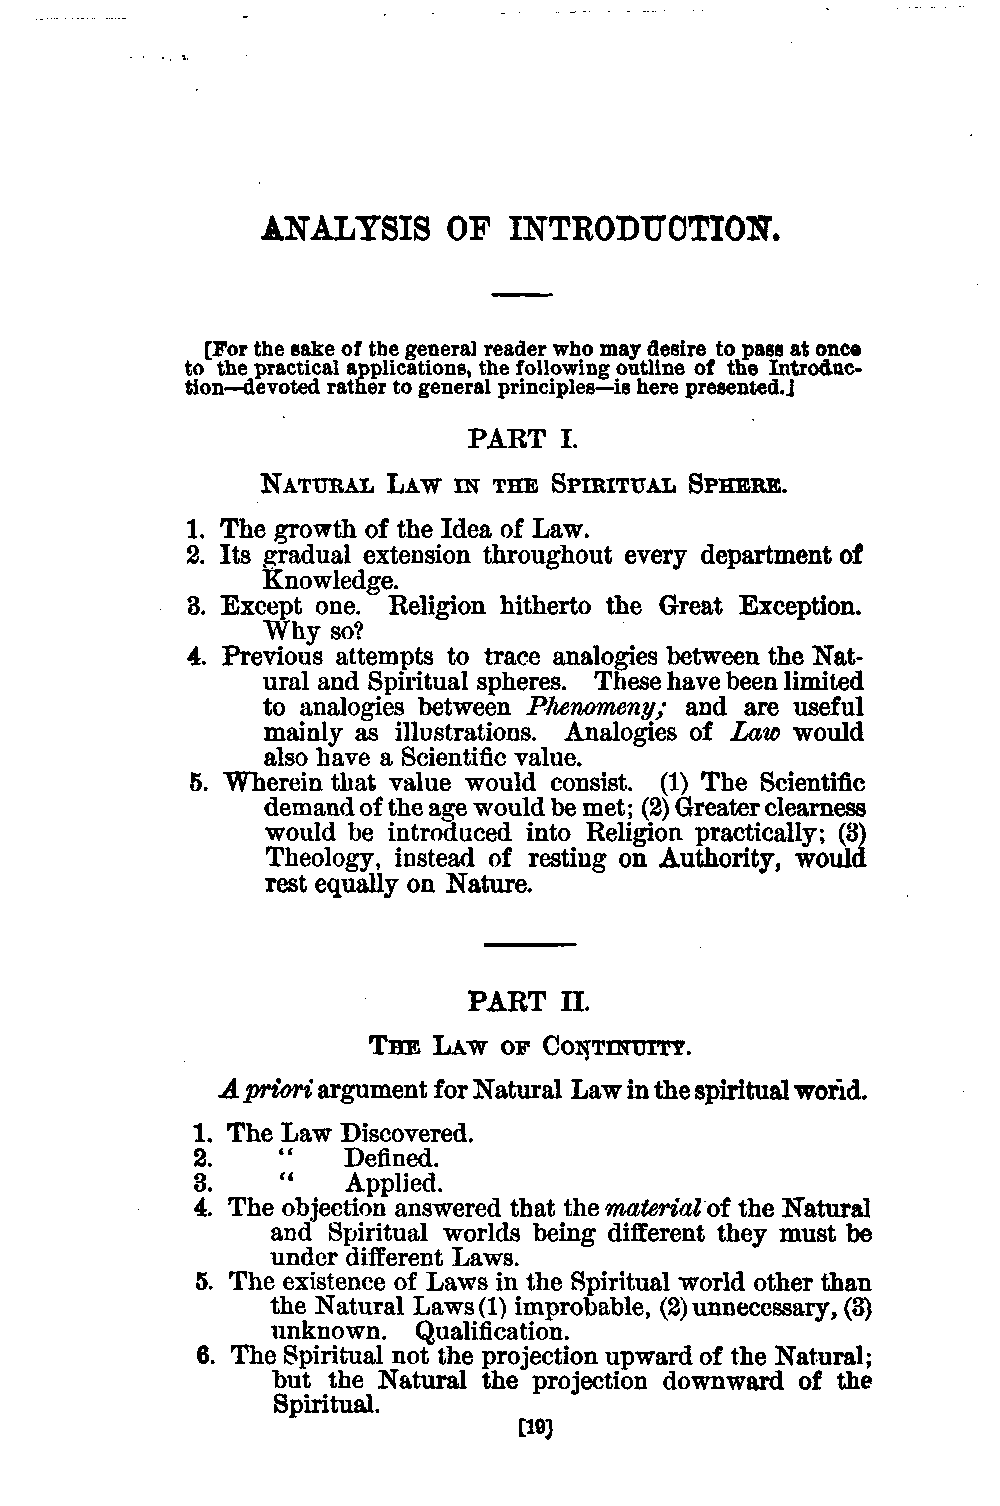 ANALYSIS OF INTRODUCTION.
[For the sake of the general reader who may desire to pass at once
to the practical applications, the following outline of the Introduc-
tion—devoted rather to general principles—is here presented.]
PART I.
NATURAL LAW IN THE SPIRITUAL SPHERE.
1. The growth of the Idea of Law.
2. Its gradual extension throughout every department of
Knowledge.
3. Except one. Religion hitherto the Great Exception.
Why so?
4. Previous attempts to trace analogies between the Nat-
ural and Spiritual spheres. These have been limited
to analogies between Phenomeny; and are useful
mainly as illustrations. Analogies of Law would
also have a Scientific value.
5. Wherein that value would consist. (1) The Scientific
demand of the age would be met; (2) Greater clearness
would be introduced into Religion practically; (3)
Theology, instead of resting on Authority, would
rest equally on Nature.
PART II.
THE LAW OF CONTINUITY.
A priori argument for Natural Law in the spiritual world.
1. The Law Discovered.
2. “ Defined.
3. “ Applied.
4. The objection answered that the material of the Natural
and Spiritual worlds being different they must be
under different Laws.
5. The existence of Laws in the Spiritual world other than
the Natural Laws (1) improbable, (2) unnecessary, (3)
unknown. Qualification.
6. The Spiritual not the projection upward of the Natural;
but the Natural the projection downward of the
Spiritual.
[19]